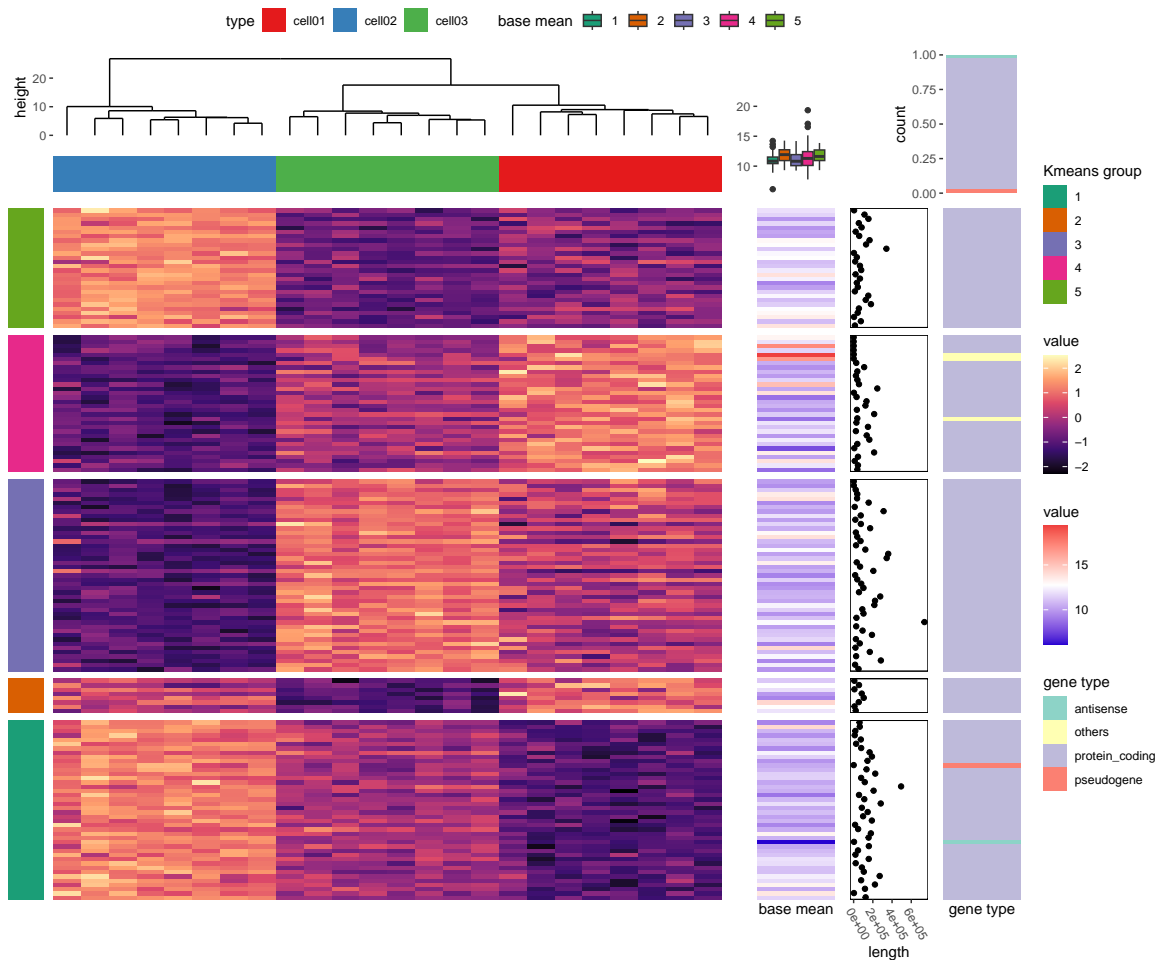 type cell01 cell02 cell03 base mean 1 2 3 4 5
height
20
10
0
20
15
10
count
1.00
0.75
0.50
0.25
0.00
Kmeans group
1
2
3
4
5
value
2
1
0
−1
−2
value
15
10
gene type
antisense
others
protein_coding
pseudogene
base mean
0e+00
2e+05
4e+05
6e+05
length
gene type